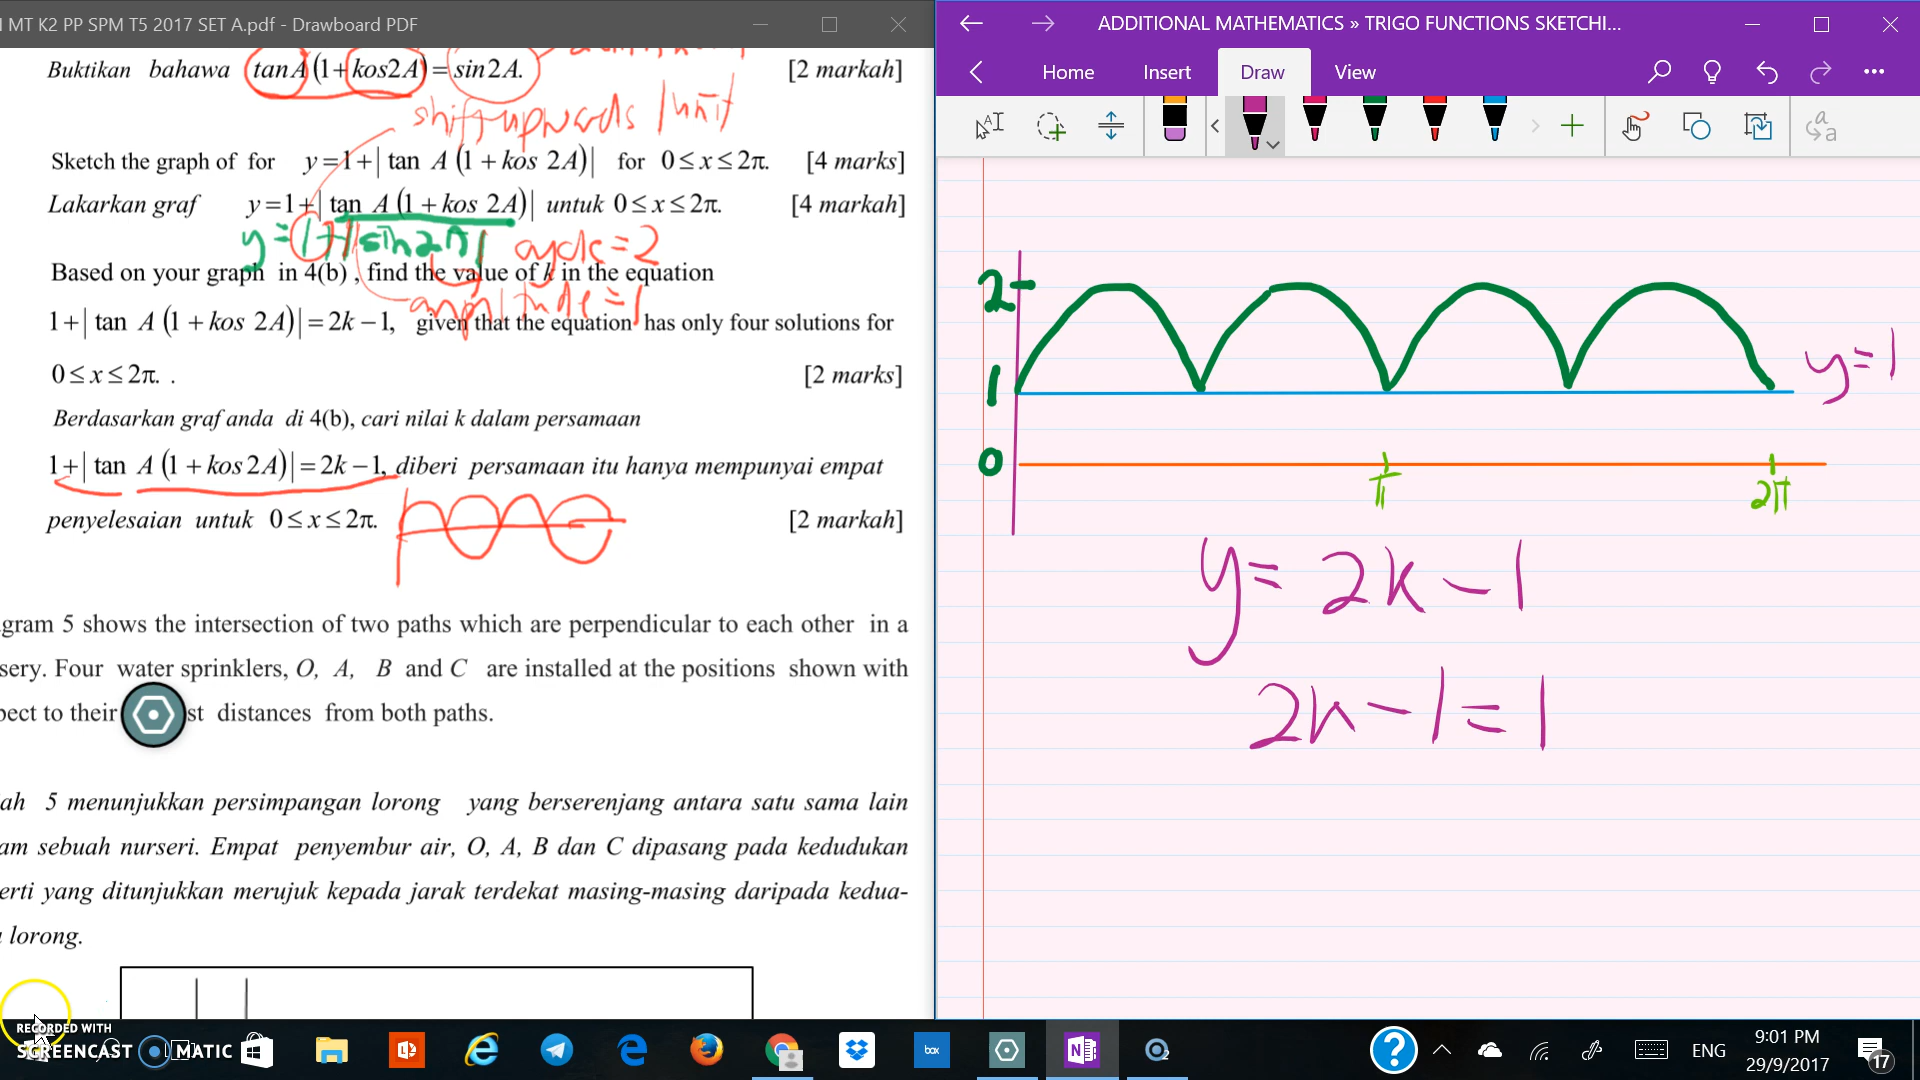 MT K2 PP SPM T5 2017 SET A.pdf - Drawboard PDF
Buktikan bahawa tanA(1+kos2A)=sin2A. [2 markah]
shift upwards 1 unit
Sketch the graph of for y=1+| tan A (1 + kos 2A)| for 0≤x≤2π. [4 marks]
Lakarkan graf y=1+| tan A (1 + kos 2A)| untuk 0≤x≤2π. [4 markah]
y=1+|sin2A| cycle=2
Based on your graph in 4(b) , find the value of k in the equation
amplitude=1
1+| tan A (1 + kos 2A)|=2k−1, given that the equation has only four solutions for
0≤x≤2π. . [2 marks]
Berdasarkan graf anda di 4(b), cari nilai k dalam persamaan
1+| tan A (1 + kos 2A)|=2k−1, diberi persamaan itu hanya mempunyai empat
penyelesaian untuk 0≤x≤2π. [2 markah]
gram 5 shows the intersection of two paths which are perpendicular to each other in a
sery. Four water sprinklers, O, A, B and C are installed at the positions shown with
pect to their st distances from both paths.
ah 5 menunjukkan persimpangan lorong yang berserenjang antara satu sama lain
am sebuah nurseri. Empat penyembur air, O, A, B dan C dipasang pada kedudukan
erti yang ditunjukkan merujuk kepada jarak terdekat masing-masing daripada kedua-
lorong.
ADDITIONAL MATHEMATICS » TRIGO FUNCTIONS SKETCHI...
Home Insert Draw View
2
1
y=1
0
π
2π
y=2k−1
2k−1=1
RECORDED WITH
SCREENCAST MATIC
box
ENG
9:01 PM
29/9/2017
17